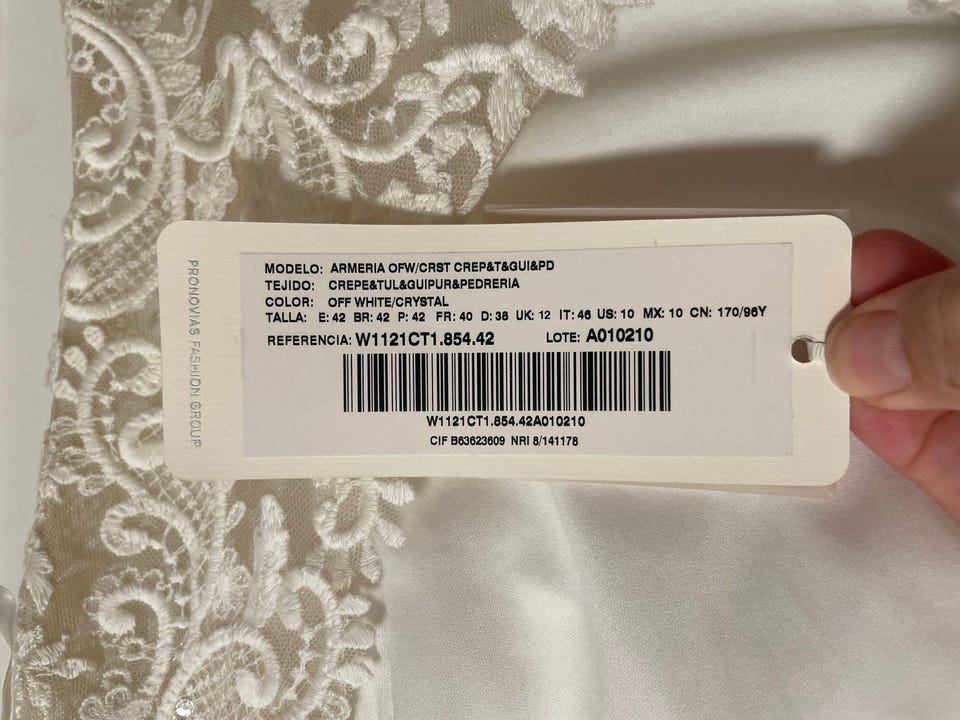 PRONOVIAS FASHION GROUP
MODELO: ARMERIA OFW/CRST CREP&T&GUI&PD
TEJIDO: CREPE&TUL&GUIPUR&PEDRERIA
COLOR: OFF WHITE/CRYSTAL
TALLA: E: 42 BR: 42 P: 42 FR: 40 D: 38 UK: 12 IT: 46 US: 10 MX: 10 CN: 170/96Y
REFERENCIA: W1121CT1.854.42 LOTE: A010210
W1121CT1.854.42A010210
CIF B63623609 NRI 8/141178